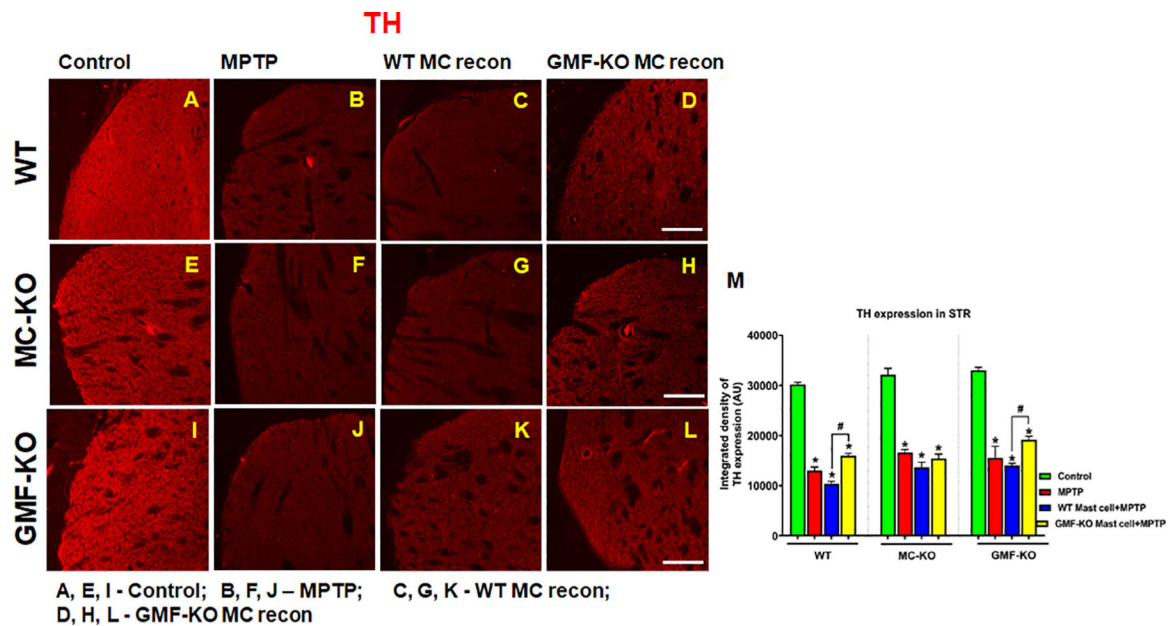 TH
Control MPTP WT MC recon GMF-KO MC recon
WT
A B C D
MC-KO
E F G H
GMF-KO
I J K L
A, E, I - Control; B, F, J – MPTP; C, G, K - WT MC recon;
D, H, L - GMF-KO MC recon
M
TH expression in STR
Integrated density of
TH expression (AU)
40000
30000
20000
10000
0
* * * #
* * *
* * * #
WT MC-KO GMF-KO
Control
MPTP
WT Mast cell+MPTP
GMF-KO Mast cell+MPTP